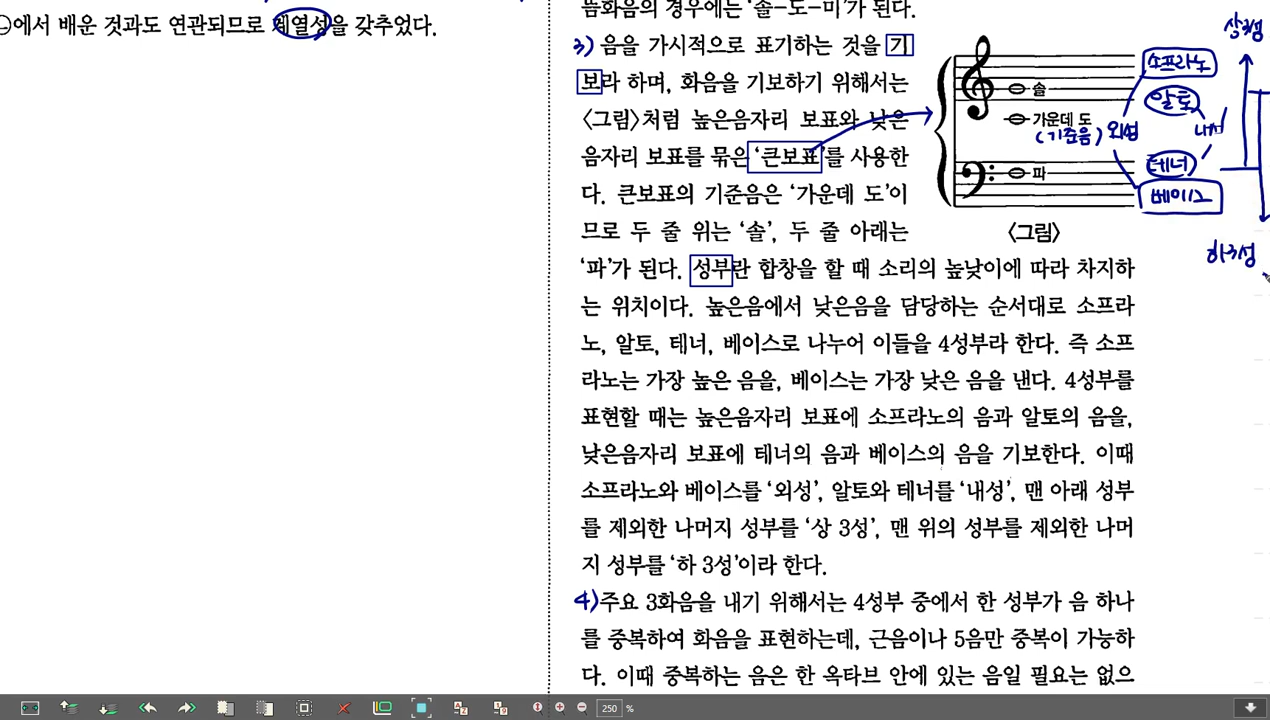 ㉡에서 배운 것과도 연관되므로 계열성을 갖추었다.
뜸화음의 경우에는 ‘솔-도-미’가 된다.
3) 음을 가시적으로 표기하는 것을 기
보라 하며, 화음을 기보하기 위해서는
〈그림〉처럼 높은음자리 보표와 낮은
음자리 보표를 묶은 ‘큰보표’를 사용한
다. 큰보표의 기준음은 ‘가운데 도’이
므로 두 줄 위는 ‘솔’, 두 줄 아래는
‘파’가 된다. 성부란 합창을 할 때 소리의 높낮이에 따라 차지하
는 위치이다. 높은음에서 낮은음을 담당하는 순서대로 소프라
노, 알토, 테너, 베이스로 나누어 이들을 4성부라 한다. 즉 소프
라노는 가장 높은 음을, 베이스는 가장 낮은 음을 낸다. 4성부를
표현할 때는 높은음자리 보표에 소프라노의 음과 알토의 음을,
낮은음자리 보표에 테너의 음과 베이스의 음을 기보한다. 이때
소프라노와 베이스를 ‘외성’, 알토와 테너를 ‘내성’, 맨 아래 성부
를 제외한 나머지 성부를 ‘상 3성’, 맨 위의 성부를 제외한 나머
지 성부를 ‘하 3성’이라 한다.
4) 주요 3화음을 내기 위해서는 4성부 중에서 한 성부가 음 하나
를 중복하여 화음을 표현하는데, 근음이나 5음만 중복이 가능하
다. 이때 중복하는 음은 한 옥타브 안에 있는 음일 필요는 없으
솔
가운데 도
(기준음)
파
〈그림〉
소프라노
알토
외성
내성
테너
베이스
상3성
하3성
250 %